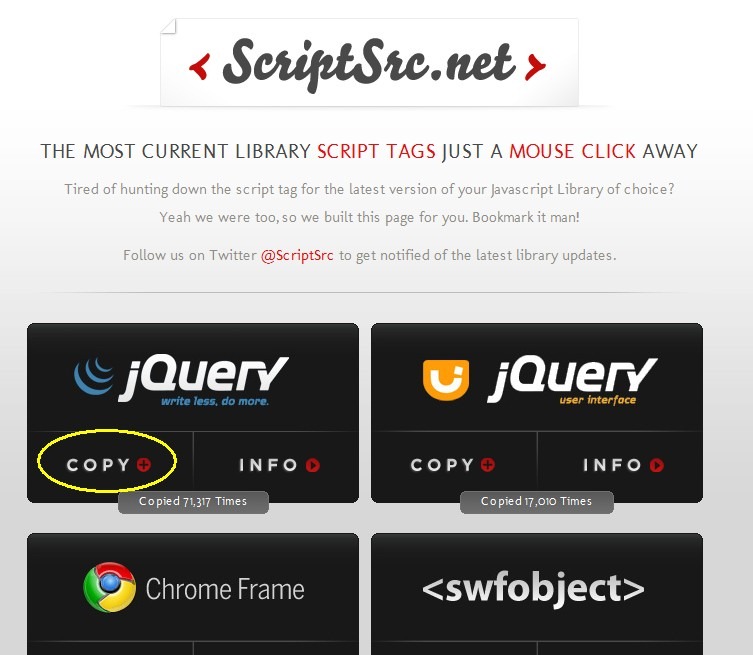 < ScriptSrc.net >
THE MOST CURRENT LIBRARY SCRIPT TAGS JUST A MOUSE CLICK AWAY
Tired of hunting down the script tag for the latest version of your Javascript Library of choice?
Yeah we were too, so we built this page for you. Bookmark it man!
Follow us on Twitter @ScriptSrc to get notified of the latest library updates.
jQuery
write less, do more.
COPY
INFO
Copied 71,317 Times
jQuery
user interface
COPY
INFO
Copied 17,010 Times
Chrome Frame
<swfobject>